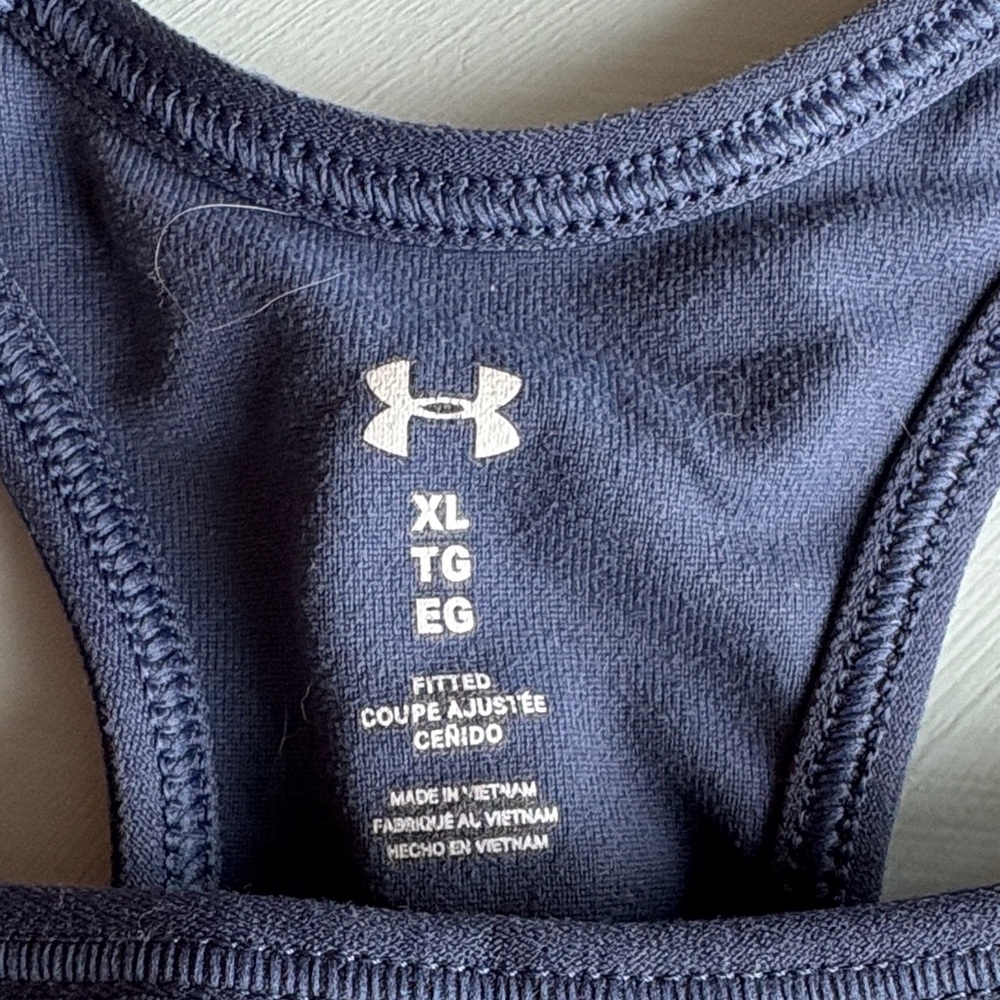 XL
TG
EG
FITTED
COUPE AJUSTÉE
CEÑIDO
MADE IN VIETNAM
FABRIQUÉ AU VIETNAM
HECHO EN VIETNAM